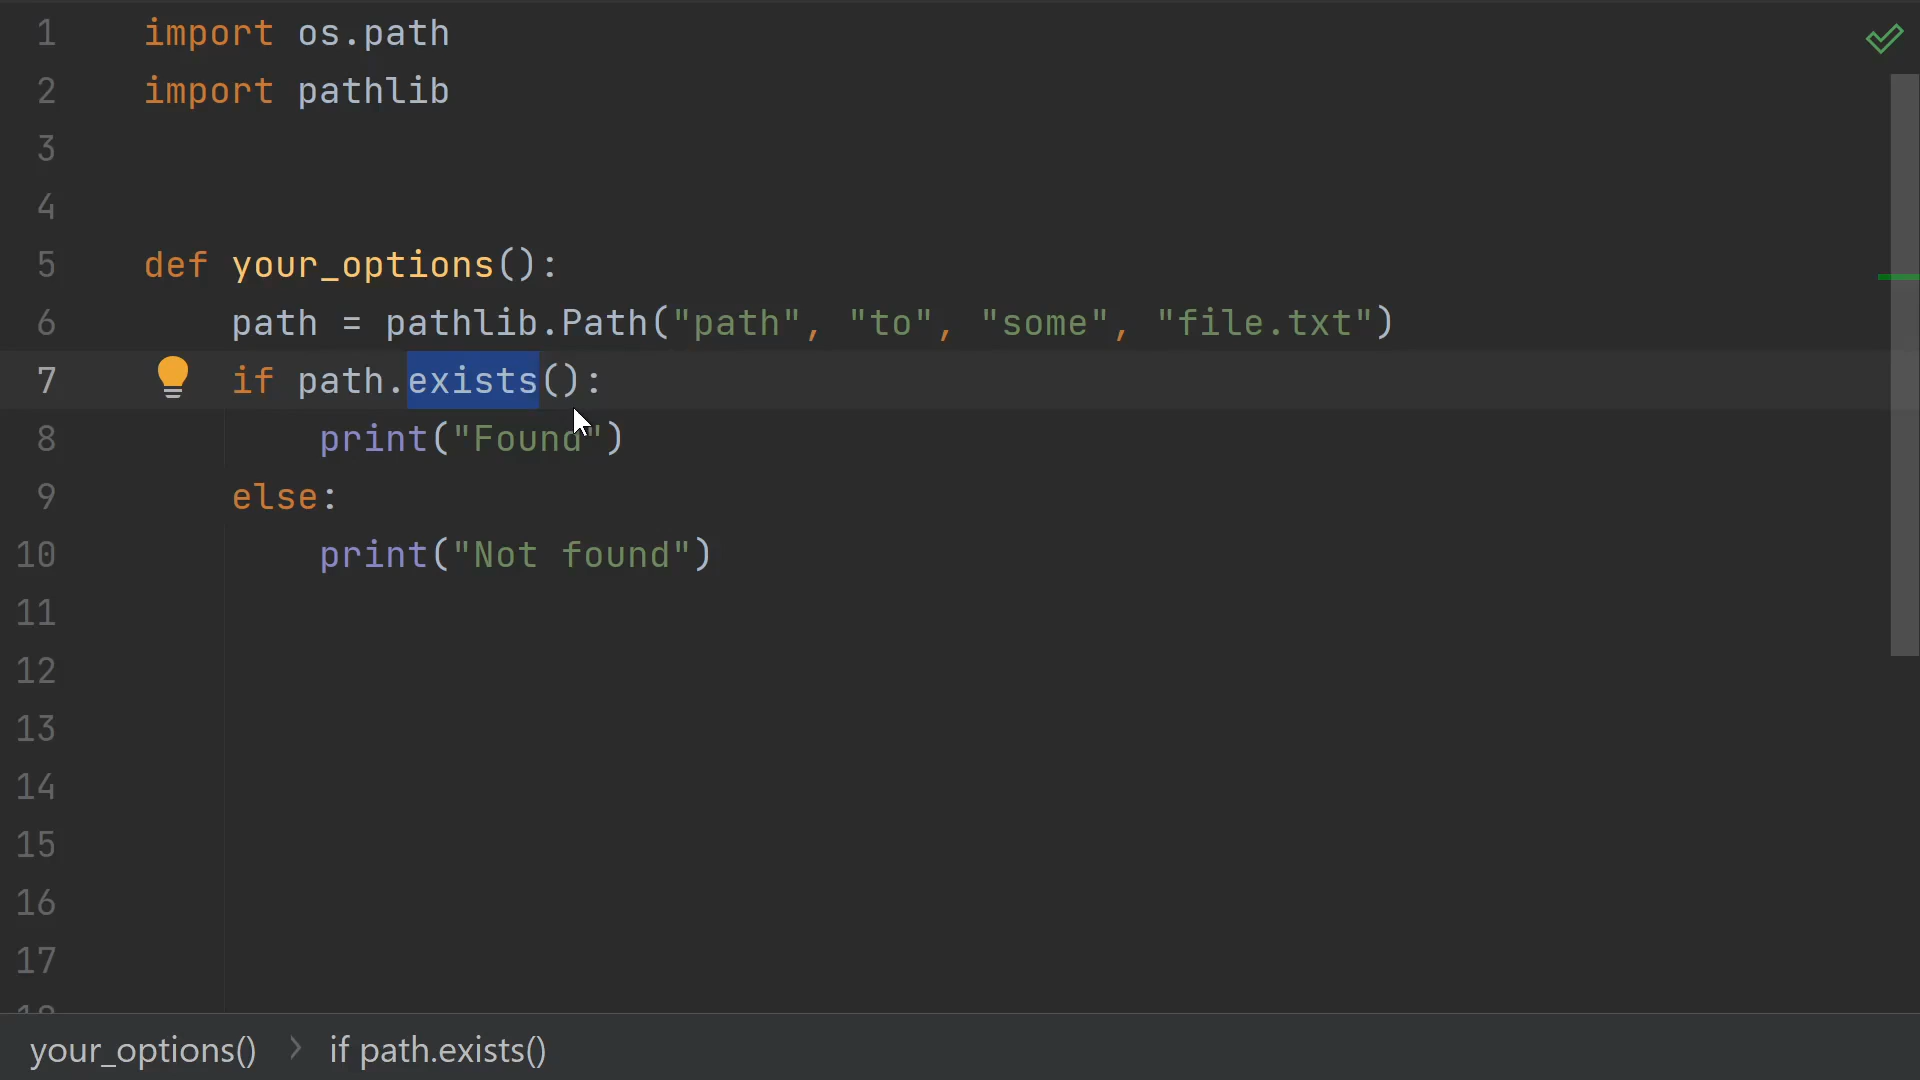 1 import os.path
2 import pathlib
3
4
5 def your_options():
6 path = pathlib.Path("path", "to", "some", "file.txt")
7 if path.exists():
8 print("Found")
9 else:
10 print("Not found")
11
12
13
14
15
16
17
18
your_options() > if path.exists()